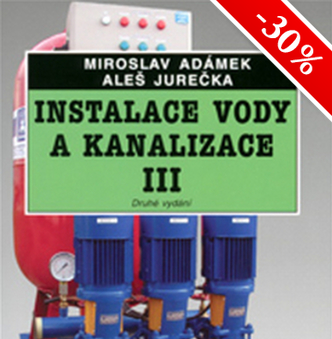 -30%
MIROSLAV ADÁMEK
ALEŠ JUREČKA
INSTALACE VODY
A KANALIZACE
III
Druhé vydání